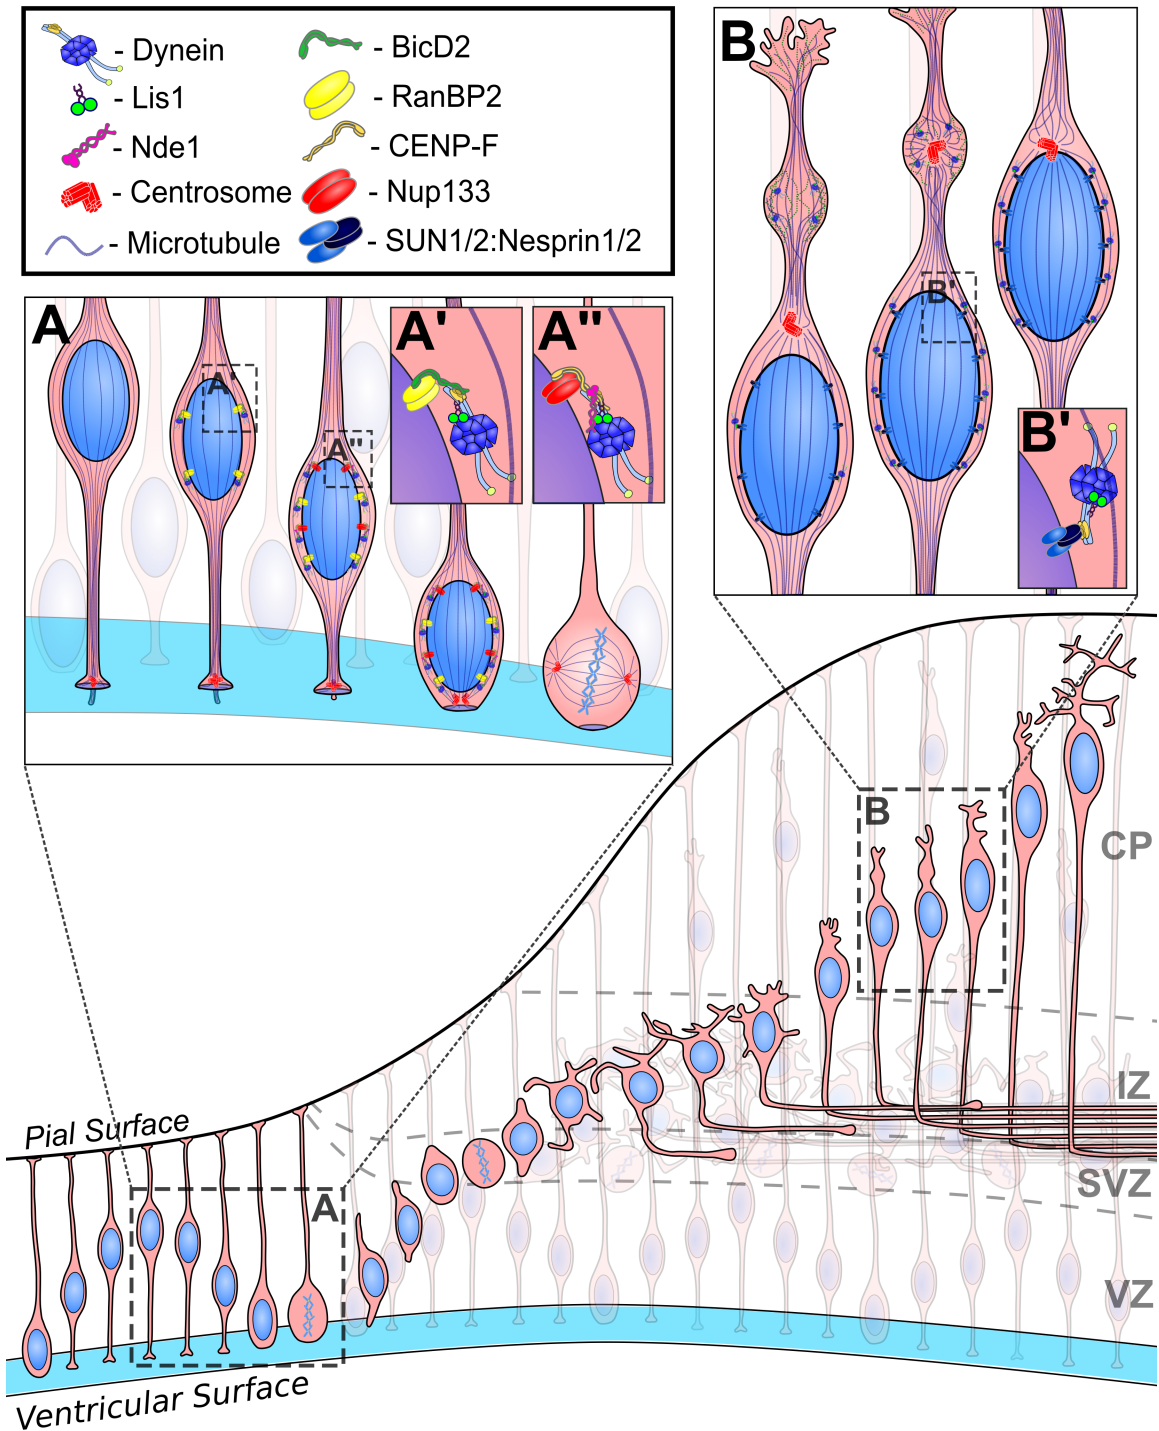 - Dynein
- Lis1
- Nde1
- Centrosome
- Microtubule
- BicD2
- RanBP2
- CENP-F
- Nup133
- SUN1/2:Nesprin1/2
A
A'
A"
A'
A"
B
B'
B'
B
CP
IZ
SVZ
VZ
Pial Surface
A
Ventricular Surface